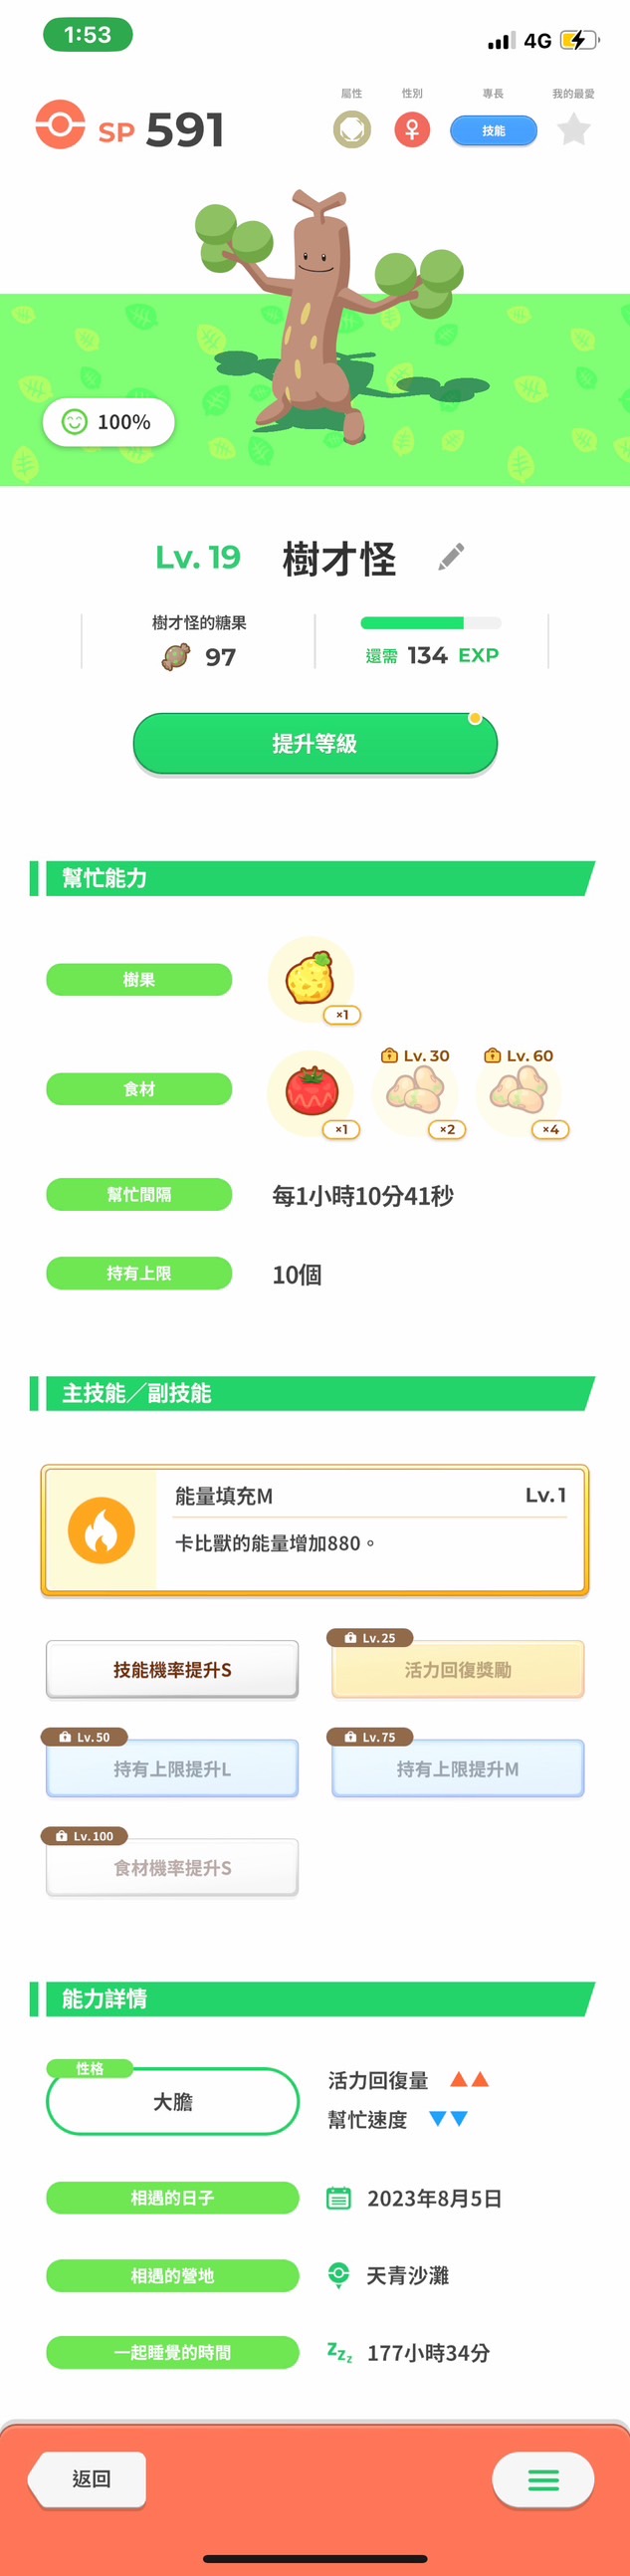 1:53
4G
SP 591
屬性
性別
專長
我的最愛
技能
100%
Lv. 19 樹才怪
樹才怪的糖果
97
還需 134 EXP
提升等級
幫忙能力
樹果
×1
食材
Lv. 30
Lv. 60
×1
×2
×4
幫忙間隔
每1小時10分41秒
持有上限
10個
主技能／副技能
能量填充M
Lv. 1
卡比獸的能量增加880。
技能機率提升S
Lv. 25
活力回復獎勵
Lv. 50
持有上限提升L
Lv. 75
持有上限提升M
Lv. 100
食材機率提升S
能力詳情
性格
大膽
活力回復量 ▲▲
幫忙速度 ▼▼
相遇的日子
2023年8月5日
相遇的營地
天青沙灘
一起睡覺的時間
zzz 177小時34分
返回